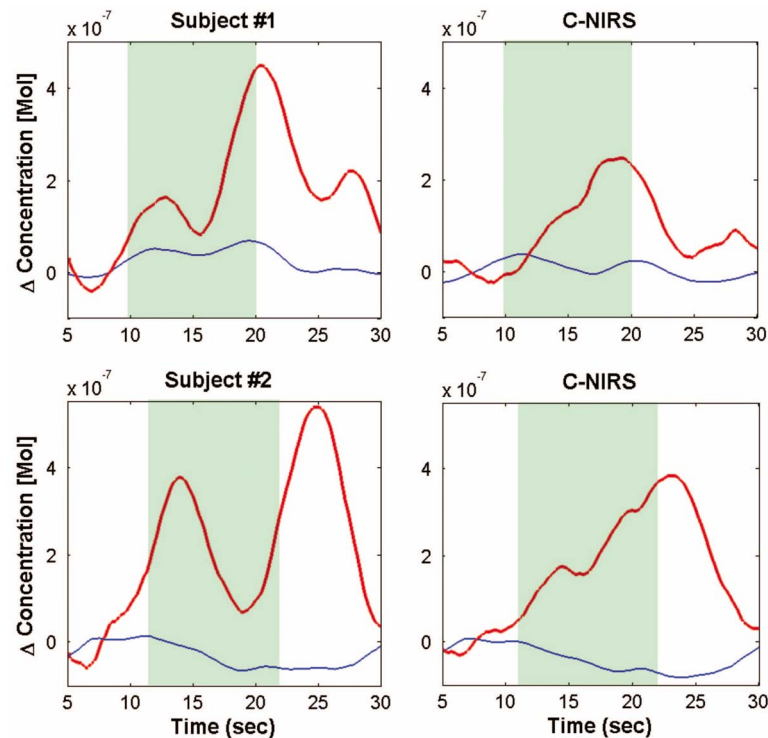 Subject #1
x 10⁻⁷
Δ Concentration [Mol]
4
2
0
5 10 15 20 25 30
C-NIRS
x 10⁻⁷
4
2
0
5 10 15 20 25 30
Subject #2
x 10⁻⁷
Δ Concentration [Mol]
4
2
0
5 10 15 20 25 30
Time (sec)
C-NIRS
x 10⁻⁷
4
2
0
5 10 15 20 25 30
Time (sec)